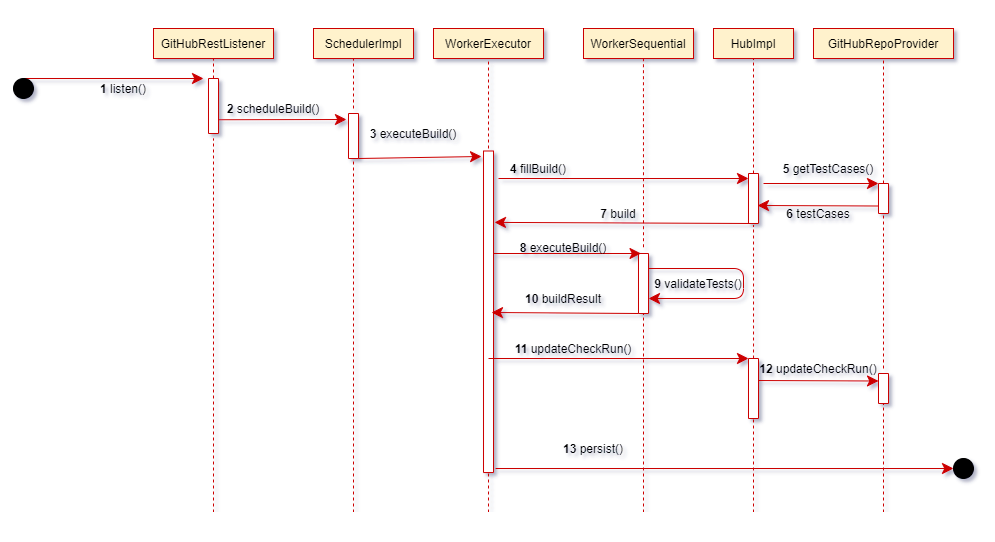 GitHubRestListener
SchedulerImpl
WorkerExecutor
WorkerSequential
HubImpl
GitHubRepoProvider
1 listen()
2 scheduleBuild()
3 executeBuild()
4 fillBuild()
5 getTestCases()
6 testCases
7 build
8 executeBuild()
9 validateTests()
10 buildResult
11 updateCheckRun()
12 updateCheckRun()
13 persist()